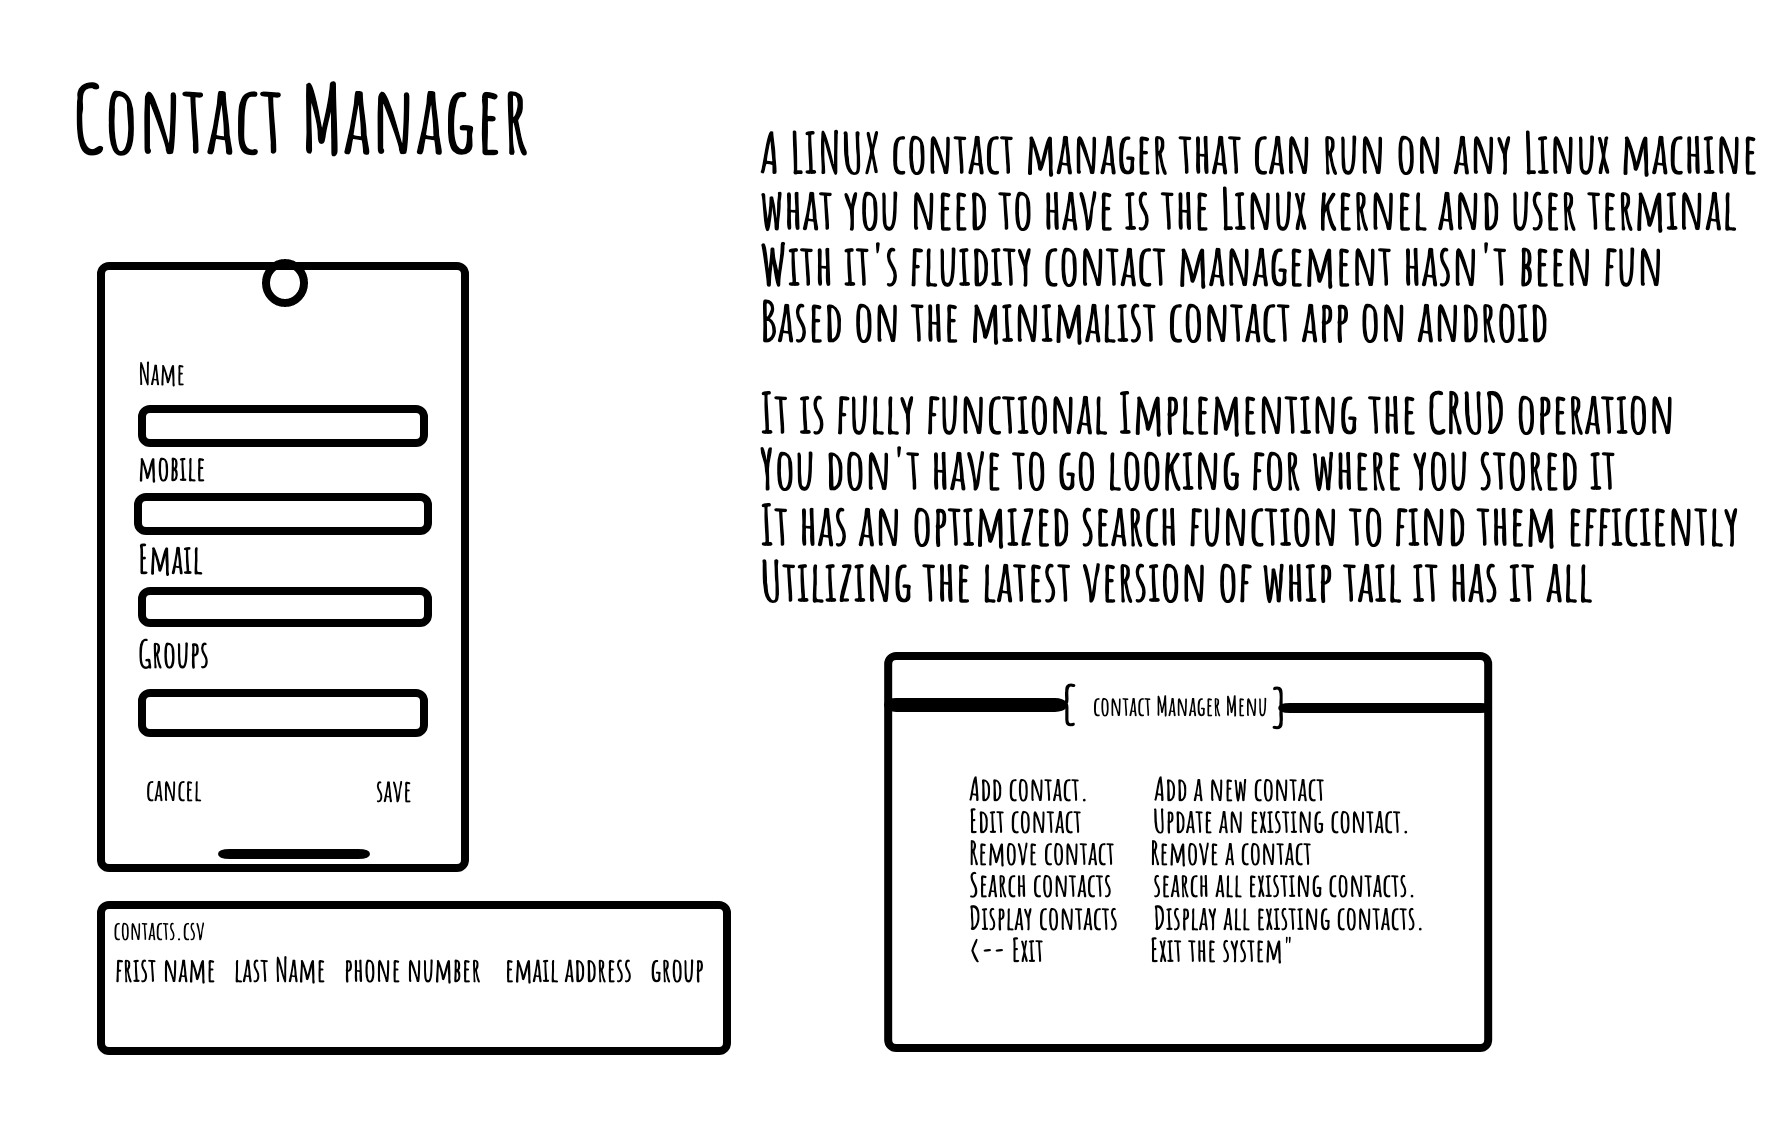 Contact Manager
A LINUX contact manager that can run on any Linux machine
what you need to have is the Linux kernel and user terminal
With it's fluidity contact management hasn't been fun
Based on the minimalist contact app on android
It is fully functional Implementing the CRUD operation
You don't have to go looking for where you stored it
It has an optimized search function to find them efficiently
Utilizing the latest version of whip tail it has it all
Name
mobile
Email
Groups
cancel save
contacts.csv
frist name last Name phone number email address group
[ contact Manager Menu ]
Add contact. Add a new contact
Edit contact Update an existing contact.
Remove contact Remove a contact
Search contacts search all existing contacts.
Display contacts Display all existing contacts.
<-- Exit Exit the system"